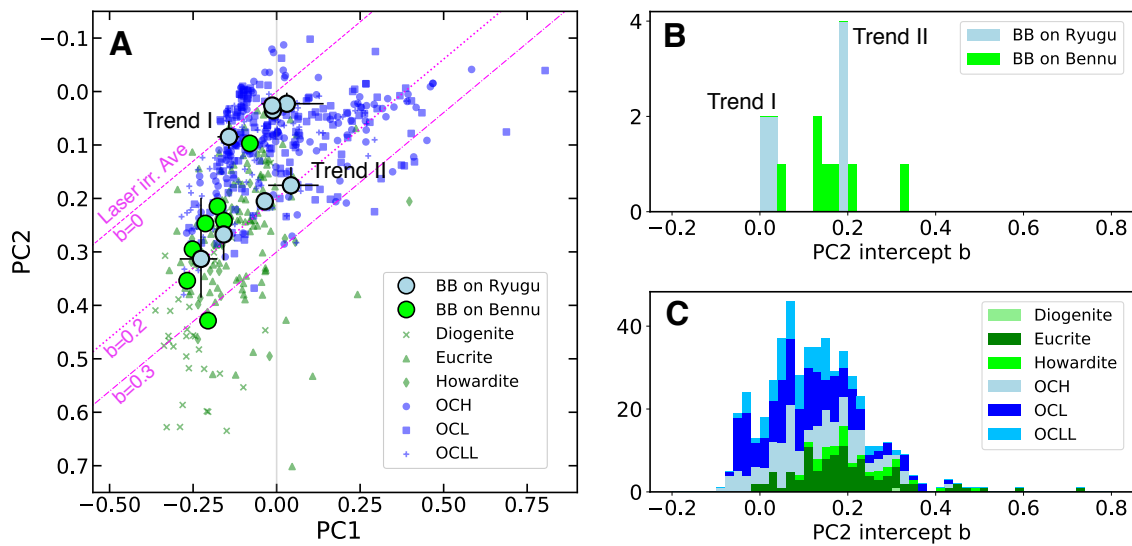 A
Trend I
Trend II
Laser irr. Ave
b=0
b=0.2
b=0.3
−0.1
0.0
0.1
0.2
0.3
0.4
0.5
0.6
0.7
PC2
BB on Ryugu
BB on Bennu
Diogenite
Eucrite
Howardite
OCH
OCL
OCLL
−0.50 −0.25 0.00 0.25 0.50 0.75
PC1
B
Trend I
Trend II
BB on Ryugu
BB on Bennu
4
2
0
−0.2 0.0 0.2 0.4 0.6 0.8
PC2 intercept b
C
Diogenite
Eucrite
Howardite
OCH
OCL
OCLL
40
20
0
−0.2 0.0 0.2 0.4 0.6 0.8
PC2 intercept b